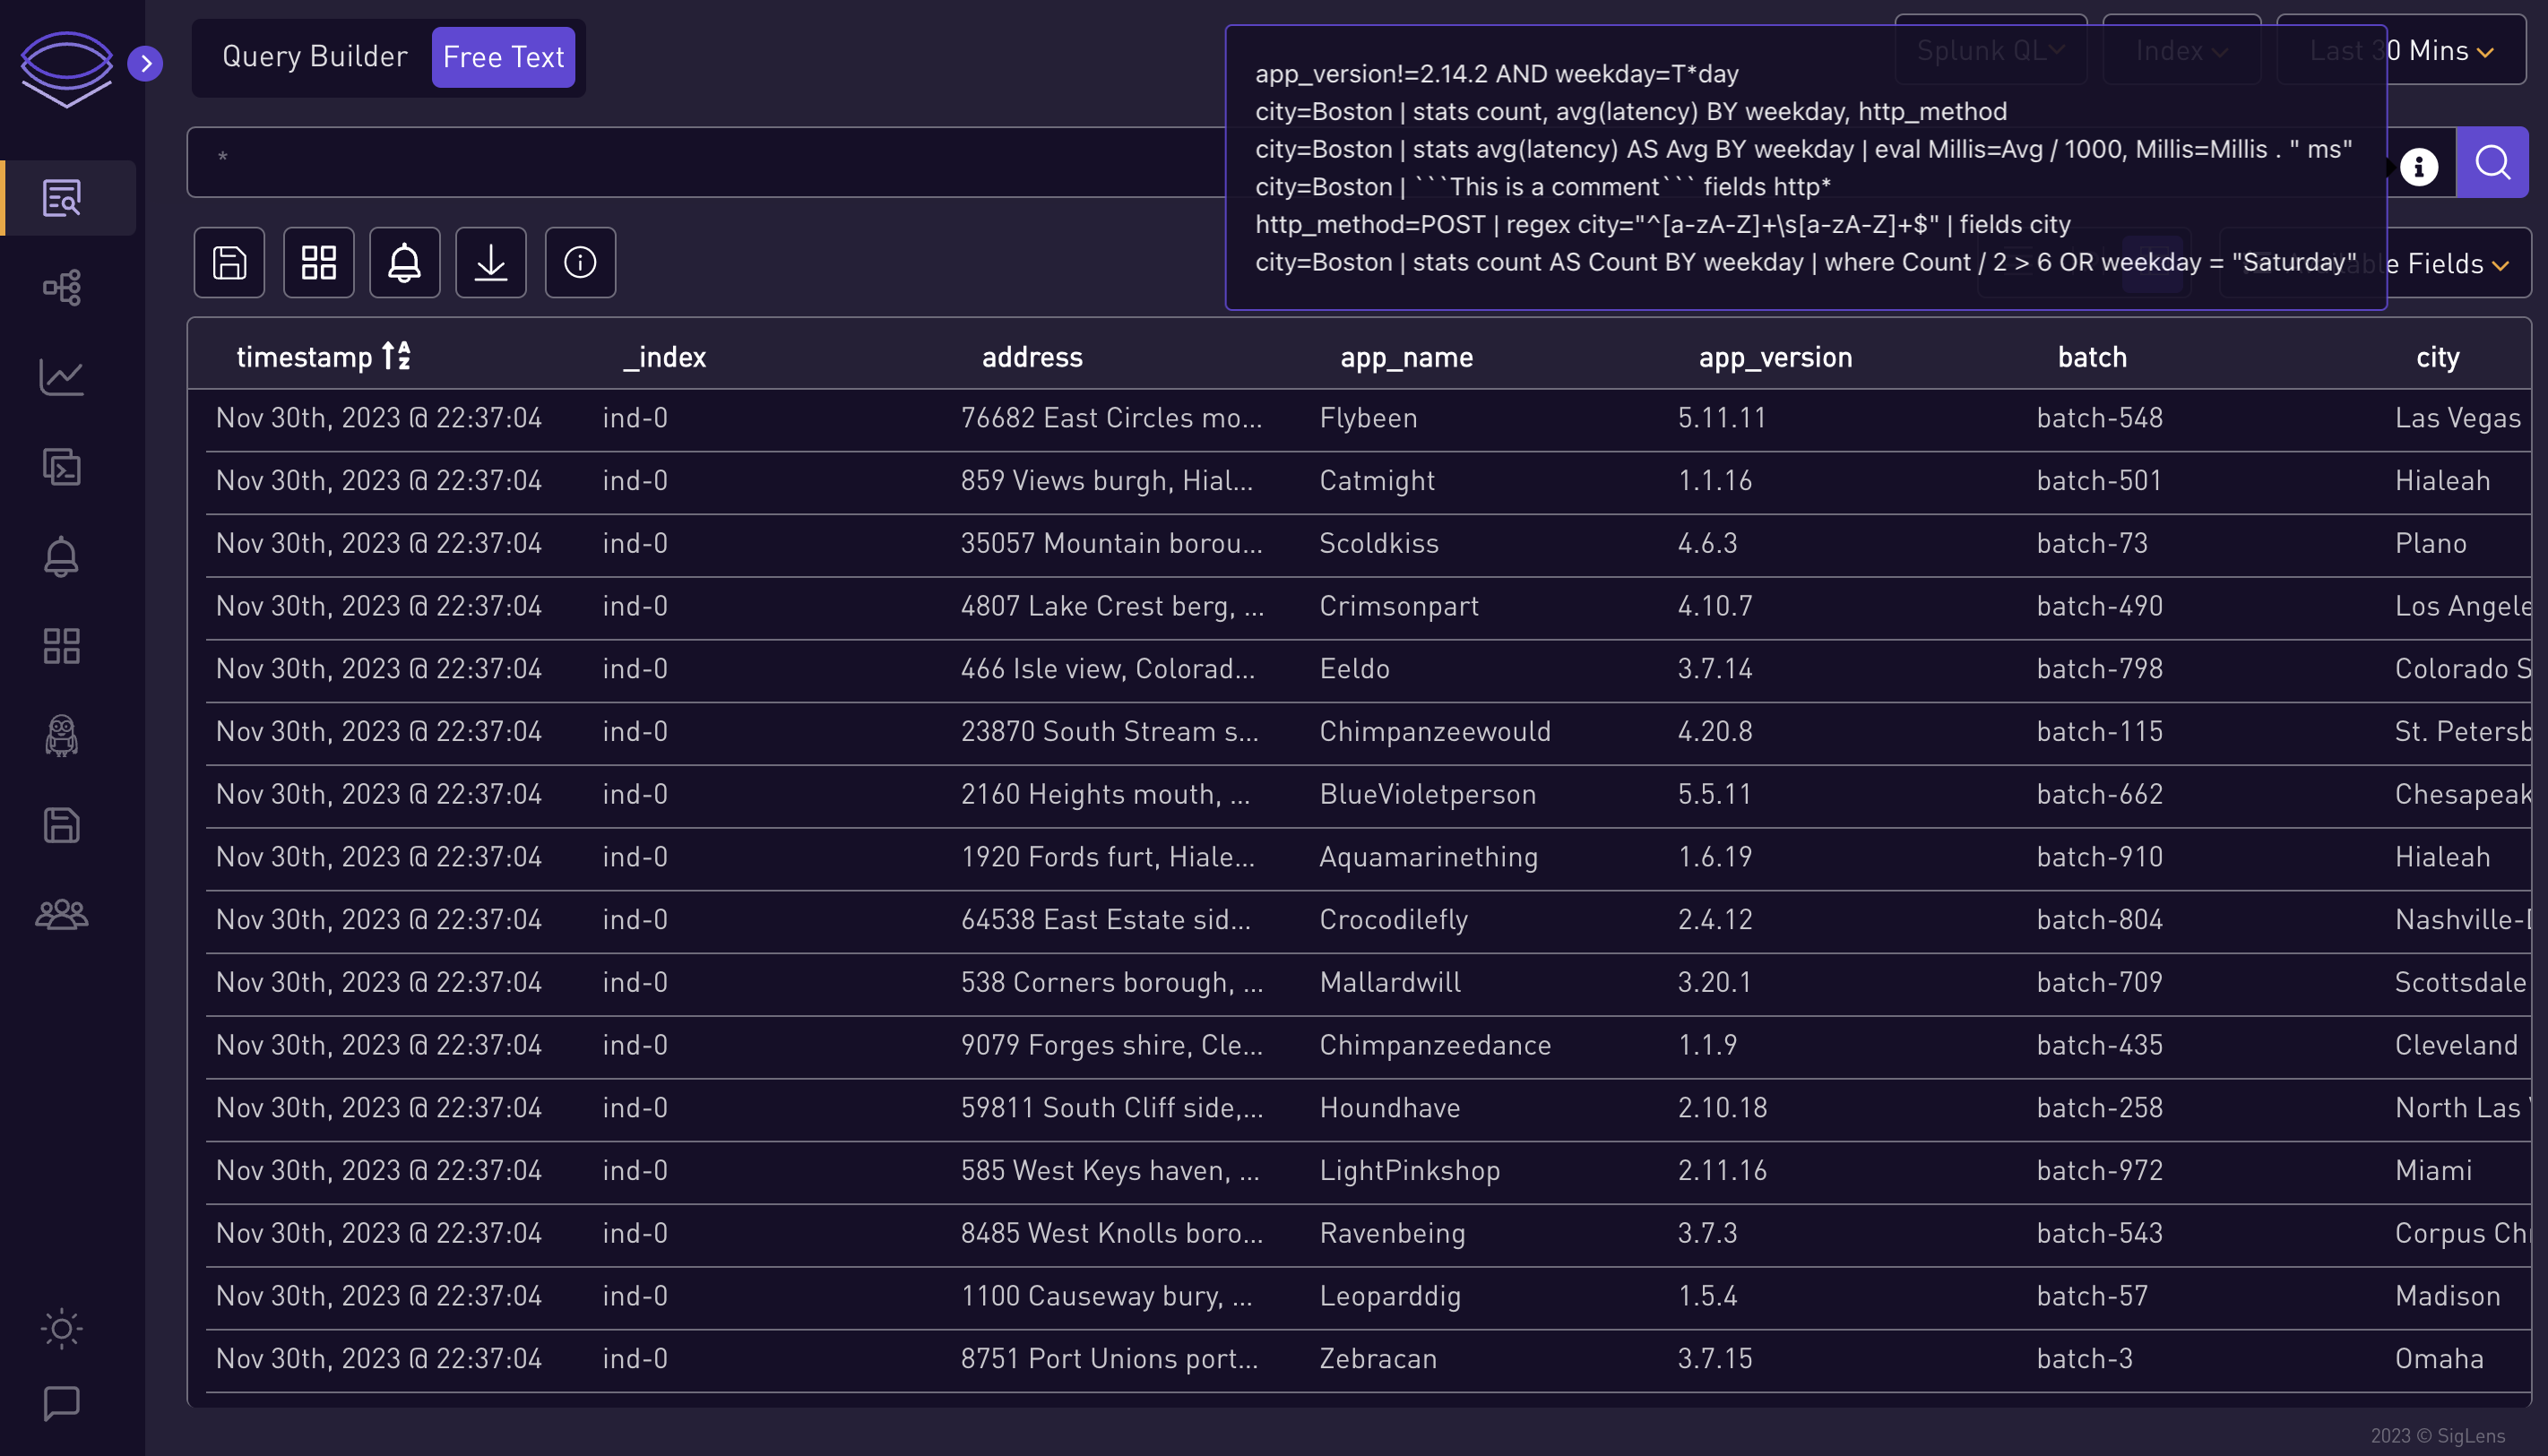 Query Builder Free Text
Splunk QL Index Last 30 Mins
app_version!=2.14.2 AND weekday=T*day
city=Boston | stats count, avg(latency) BY weekday, http_method
city=Boston | stats avg(latency) AS Avg BY weekday | eval Millis=Avg / 1000, Millis=Millis . " ms"
city=Boston | ```This is a comment``` fields http*
http_method=POST | regex city="^[a-zA-Z]+\s[a-zA-Z]+$" | fields city
city=Boston | stats count AS Count BY weekday | where Count / 2 > 6 OR weekday = "Saturday"
*
Fields
timestamp _index address app_name app_version batch city
Nov 30th, 2023 @ 22:37:04 ind-0 76682 East Circles mo... Flybeen 5.11.11 batch-548 Las Vegas
Nov 30th, 2023 @ 22:37:04 ind-0 859 Views burgh, Hial... Catmight 1.1.16 batch-501 Hialeah
Nov 30th, 2023 @ 22:37:04 ind-0 35057 Mountain borou... Scoldkiss 4.6.3 batch-73 Plano
Nov 30th, 2023 @ 22:37:04 ind-0 4807 Lake Crest berg, ... Crimsonpart 4.10.7 batch-490 Los Angele
Nov 30th, 2023 @ 22:37:04 ind-0 466 Isle view, Colorad... Eeldo 3.7.14 batch-798 Colorado S
Nov 30th, 2023 @ 22:37:04 ind-0 23870 South Stream s... Chimpanzeewould 4.20.8 batch-115 St. Petersb
Nov 30th, 2023 @ 22:37:04 ind-0 2160 Heights mouth, ... BlueVioletperson 5.5.11 batch-662 Chesapeak
Nov 30th, 2023 @ 22:37:04 ind-0 1920 Fords furt, Hiale... Aquamarinething 1.6.19 batch-910 Hialeah
Nov 30th, 2023 @ 22:37:04 ind-0 64538 East Estate sid... Crocodilefly 2.4.12 batch-804 Nashville-
Nov 30th, 2023 @ 22:37:04 ind-0 538 Corners borough, ... Mallardwill 3.20.1 batch-709 Scottsdale
Nov 30th, 2023 @ 22:37:04 ind-0 9079 Forges shire, Cle... Chimpanzeedance 1.1.9 batch-435 Cleveland
Nov 30th, 2023 @ 22:37:04 ind-0 59811 South Cliff side,... Houndhave 2.10.18 batch-258 North Las
Nov 30th, 2023 @ 22:37:04 ind-0 585 West Keys haven, ... LightPinkshop 2.11.16 batch-972 Miami
Nov 30th, 2023 @ 22:37:04 ind-0 8485 West Knolls boro... Ravenbeing 3.7.3 batch-543 Corpus Ch
Nov 30th, 2023 @ 22:37:04 ind-0 1100 Causeway bury, ... Leoparddig 1.5.4 batch-57 Madison
Nov 30th, 2023 @ 22:37:04 ind-0 8751 Port Unions port... Zebracan 3.7.15 batch-3 Omaha
2023 © SigLens